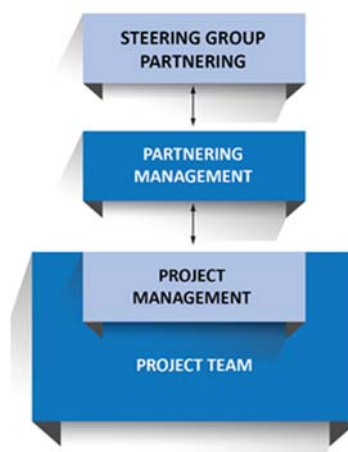 STEERING GROUP
PARTNERING
PARTNERING
MANAGEMENT
PROJECT
MANAGEMENT
PROJECT TEAM